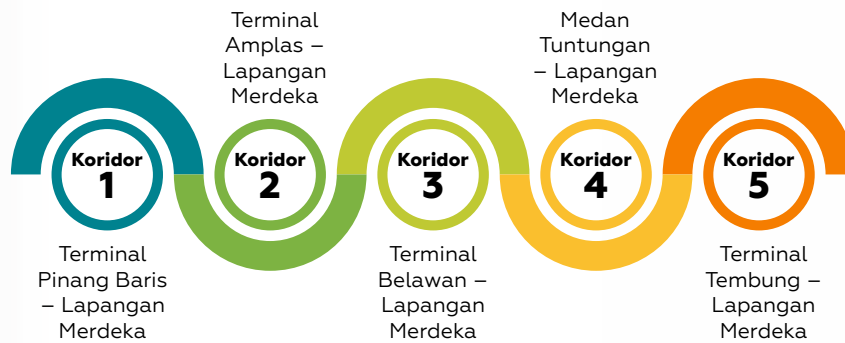 Terminal
Amplas –
Lapangan
Merdeka
Medan
Tuntungan
– Lapangan
Merdeka
Koridor
1
Koridor
2
Koridor
3
Koridor
4
Koridor
5
Terminal
Pinang Baris
– Lapangan
Merdeka
Terminal
Belawan –
Lapangan
Merdeka
Terminal
Tembung –
Lapangan
Merdeka